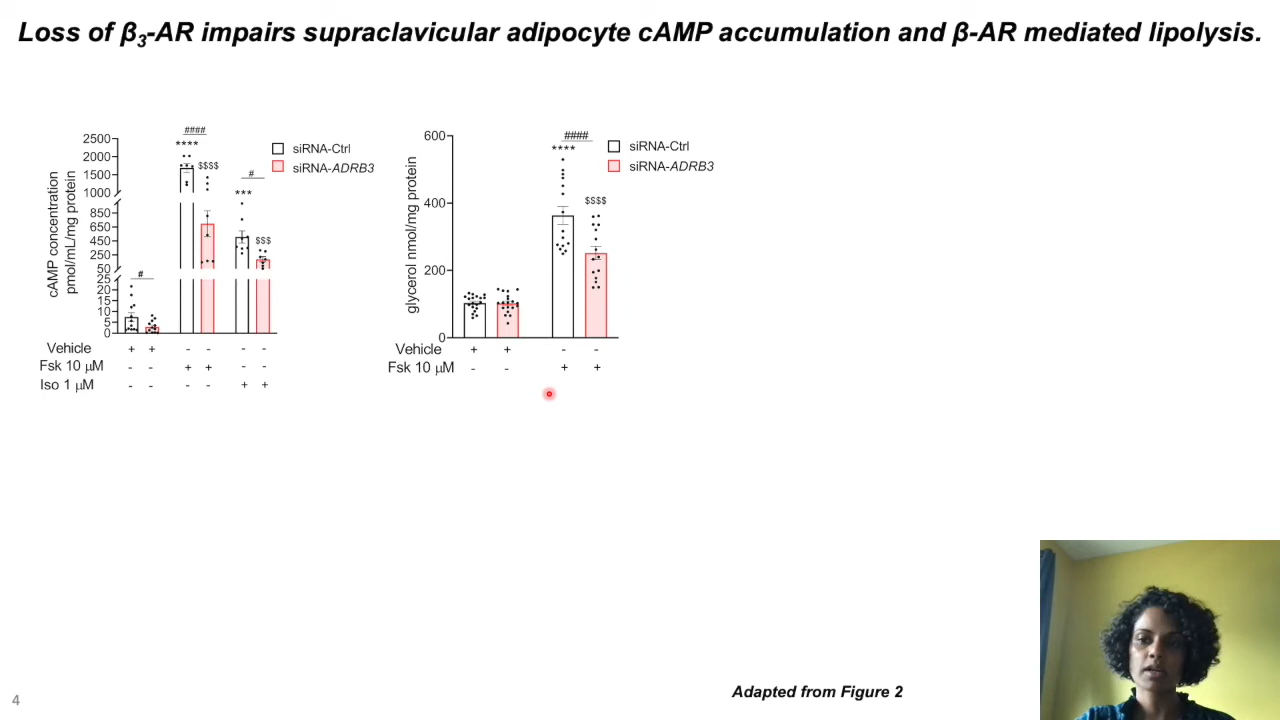 Loss of β3-AR impairs supraclavicular adipocyte cAMP accumulation and β-AR mediated lipolysis.
cAMP concentration
pmol/mL/mg protein
2500
2000
1500
1000
850
650
450
250
50
25
20
15
10
5
0
#
####
****
$$$$
#
***
$$$
siRNA-Ctrl
siRNA-ADRB3
Vehicle + + - - - -
Fsk 10 μM - - + + - -
Iso 1 μM - - - - + +
glycerol nmol/mg protein
600
400
200
0
####
****
$$$$
siRNA-Ctrl
siRNA-ADRB3
Vehicle + + - -
Fsk 10 μM - - + +
Adapted from Figure 2
4